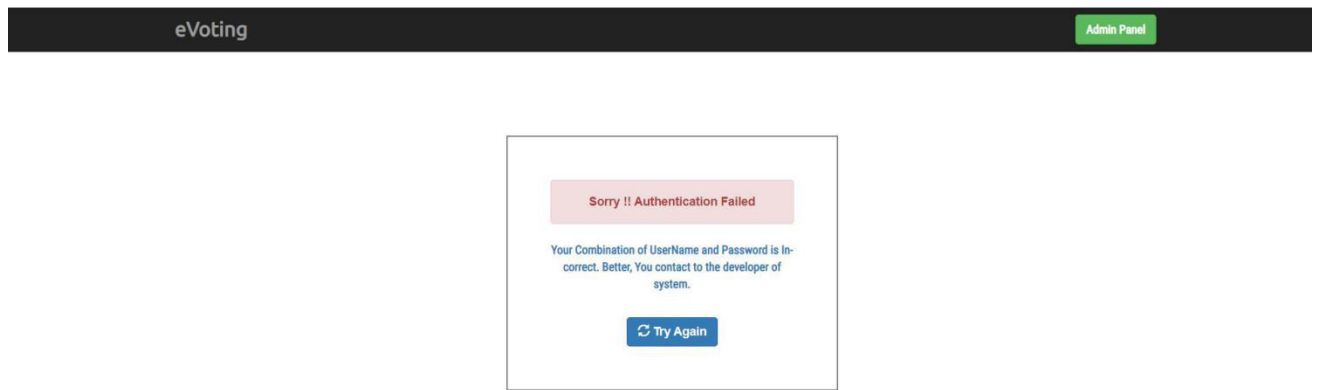 eVoting
Admin Panel
Sorry !! Authentication Failed
Your Combination of UserName and Password is In-
correct. Better, You contact to the developer of
system.
Try Again